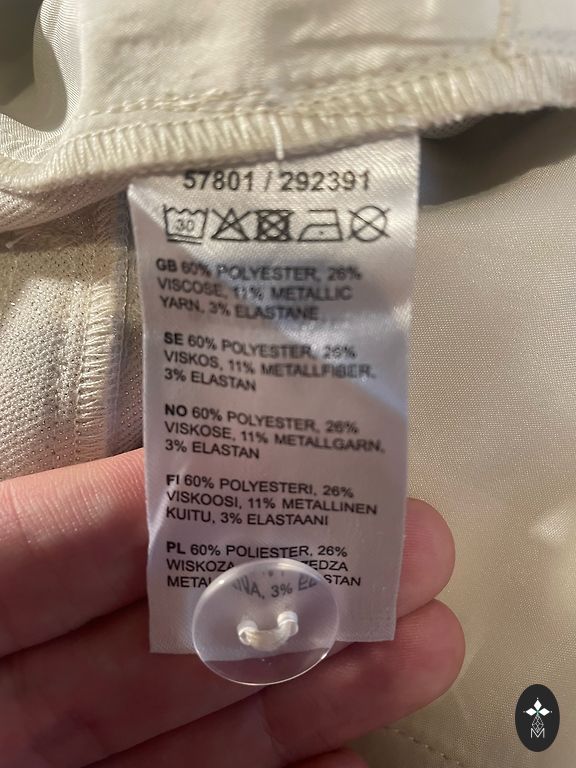 57801 / 292391
30
GB 60% POLYESTER, 26%
VISCOSE, 11% METALLIC
YARN, 3% ELASTANE
SE 60% POLYESTER, 26%
VISKOS, 11% METALLFIBER,
3% ELASTAN
NO 60% POLYESTER, 26%
VISKOSE, 11% METALLGARN,
3% ELASTAN
FI 60% POLYESTERI, 26%
VISKOOSI, 11% METALLINEN
KUITU, 3% ELASTAANI
PL 60% POLIESTER, 26%
WISKOZA
3%
M